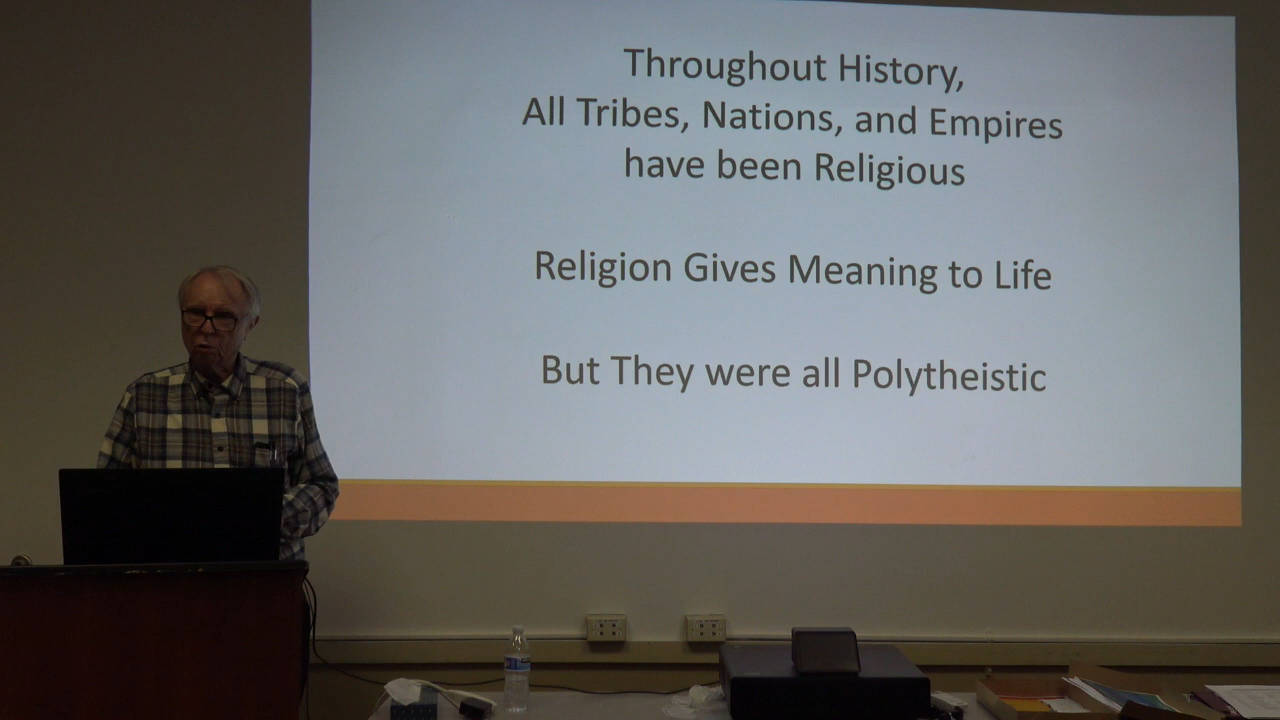 Throughout History,
All Tribes, Nations, and Empires
have been Religious
Religion Gives Meaning to Life
But They were all Polytheistic